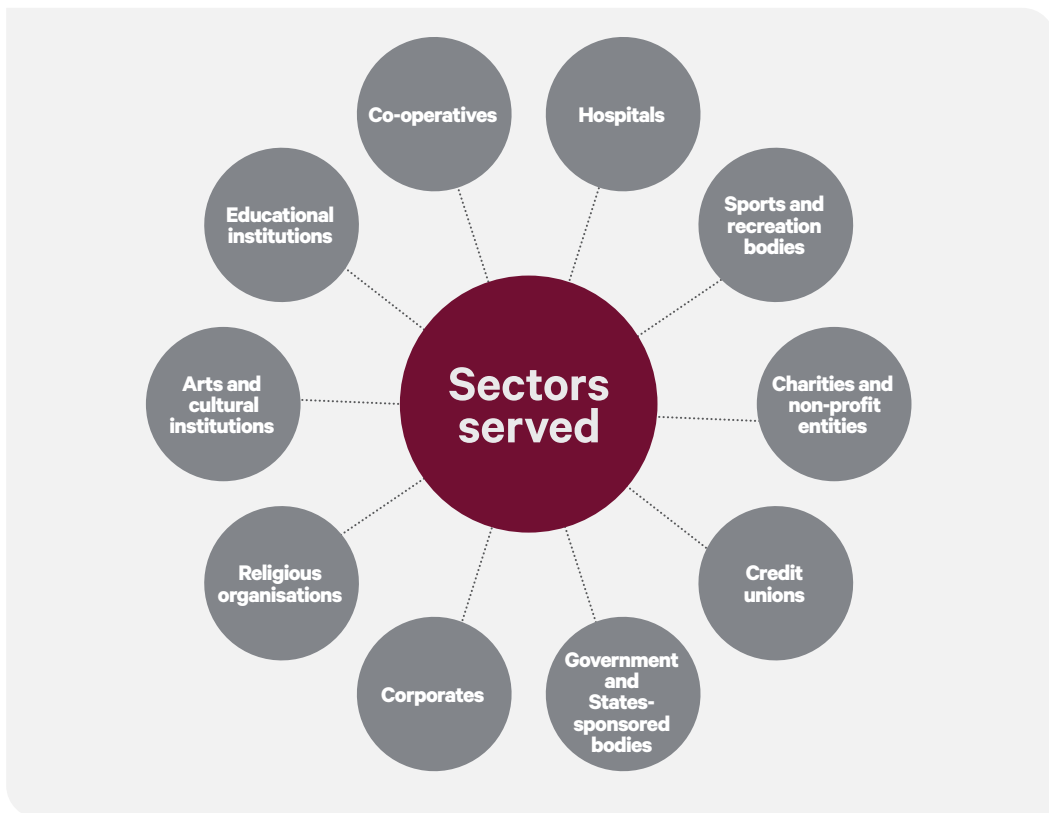 Co-operatives
Hospitals
Sports and
recreation
bodies
Charities and
non-profit
entities
Credit
unions
Government
and
States-
sponsored
bodies
Corporates
Religious
organisations
Arts and
cultural
institutions
Educational
institutions
Sectors
served